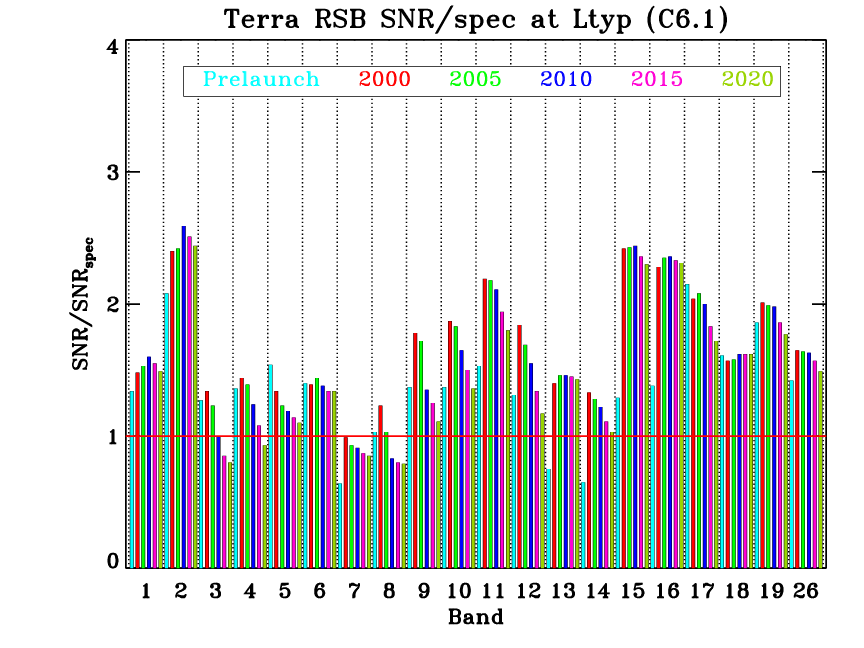 Terra RSB SNR/spec at Ltyp (C6.1)
4
Prelaunch 2000 2005 2010 2015 2020
3
2
SNR/SNRspec
1
0
1 2 3 4 5 6 7 8 9 10 11 12 13 14 15 16 17 18 19 26
Band